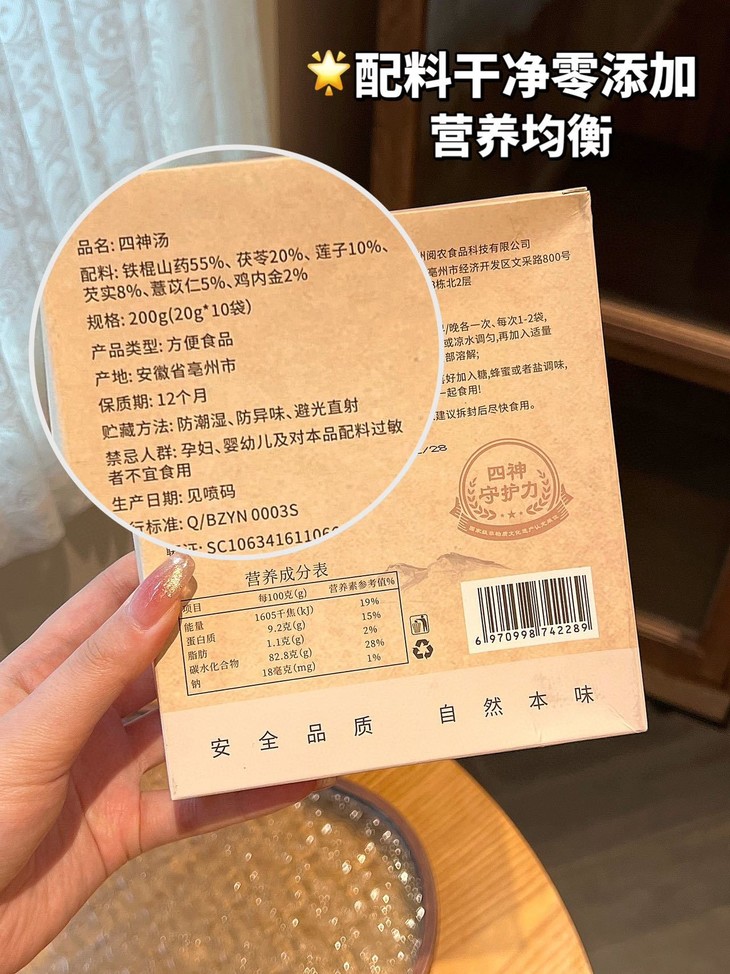 配料干净零添加
营养均衡
品名: 四神汤
配料: 铁棍山药55%、茯苓20%、莲子10%、
芡实8%、薏苡仁5%、鸡内金2%
规格: 200g(20g*10袋)
产品类型: 方便食品
产地: 安徽省亳州市
保质期: 12个月
贮藏方法: 防潮湿、防异味、避光直射
禁忌人群: 孕妇、婴幼儿及对本品配料过敏
者不宜食用
生产日期: 见喷码
行标准: Q/BZYN 0003S
证: SC106341611060
阅农食品科技有限公司
亳州市经济开发区文采路800号
栋北2层
/晚各一次、每次1-2袋,
或凉水调匀,再加入适量
部溶解;
好加入糖,蜂蜜或者盐调味,
一起食用!
建议拆封后尽快食用。
/28
四神
守护力
营养成分表
项目 每100克(g) 营养素参考值%
能量 1605千焦(kJ) 19%
蛋白质 9.2克(g) 15%
脂肪 1.1克(g) 2%
碳水化合物 82.8克(g) 28%
钠 18毫克(mg) 1%
6 970998 742289
安全品质 自然本味